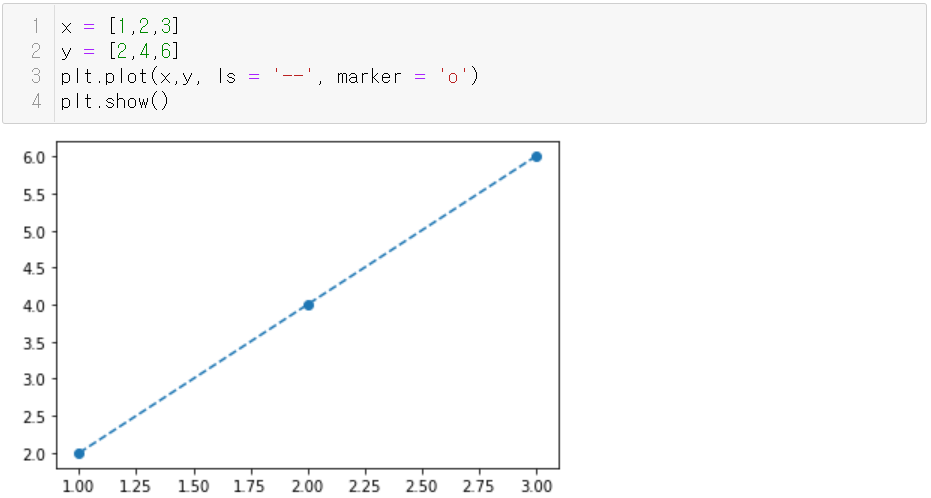 1 x = [1,2,3]
2 y = [2,4,6]
3 plt.plot(x,y, ls = '--', marker = 'o')
4 plt.show()
6.0
5.5
5.0
4.5
4.0
3.5
3.0
2.5
2.0
1.00 1.25 1.50 1.75 2.00 2.25 2.50 2.75 3.00